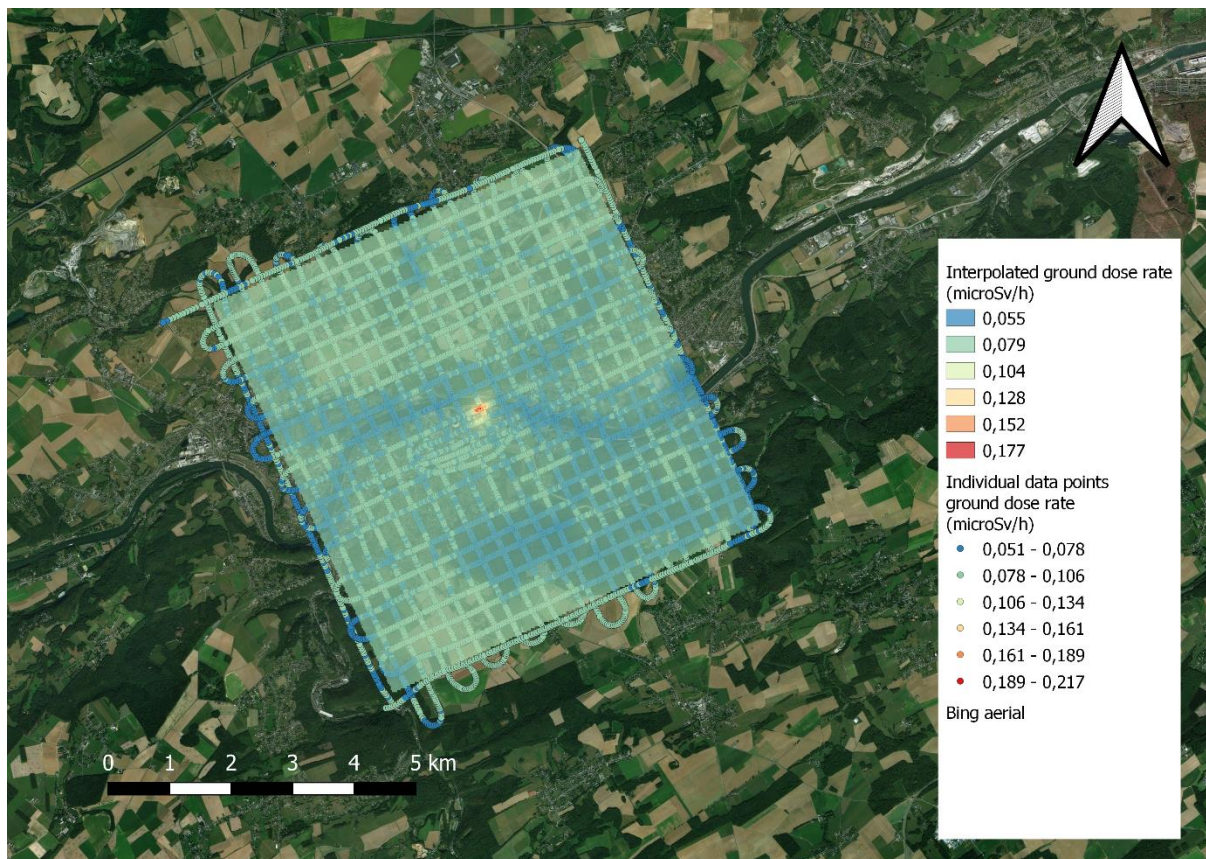 Interpolated ground dose rate
(microSv/h)
0,055
0,079
0,104
0,128
0,152
0,177
Individual data points
ground dose rate
(microSv/h)
0,051 - 0,078
0,078 - 0,106
0,106 - 0,134
0,134 - 0,161
0,161 - 0,189
0,189 - 0,217
Bing aerial
0 1 2 3 4 5 km